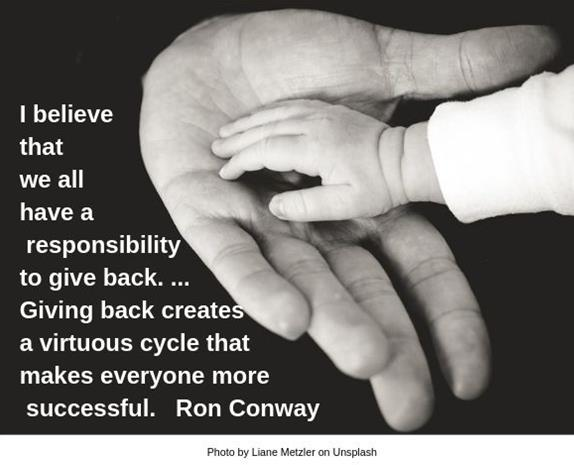 I believe
that
we all
have a
responsibility
to give back. ...
Giving back creates
a virtuous cycle that
makes everyone more
successful. Ron Conway
Photo by Liane Metzler on Unsplash